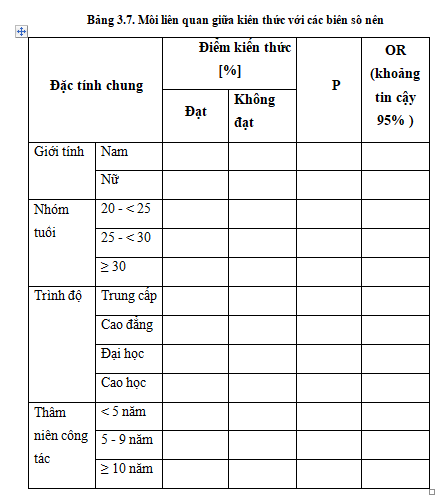 Bảng 3.7. Mối liên quan giữa kiến thức với các biến số nền
Đặc tính chung
Điểm kiến thức
[%]
Đạt
Không
đạt
P
OR
(khoảng
tin cậy
95% )
Giới tính
Nam
Nữ
Nhóm
tuổi
20 - < 25
25 - < 30
≥ 30
Trình độ
Trung cấp
Cao đẳng
Đại học
Cao học
Thâm
niên công
tác
< 5 năm
5 - 9 năm
≥ 10 năm